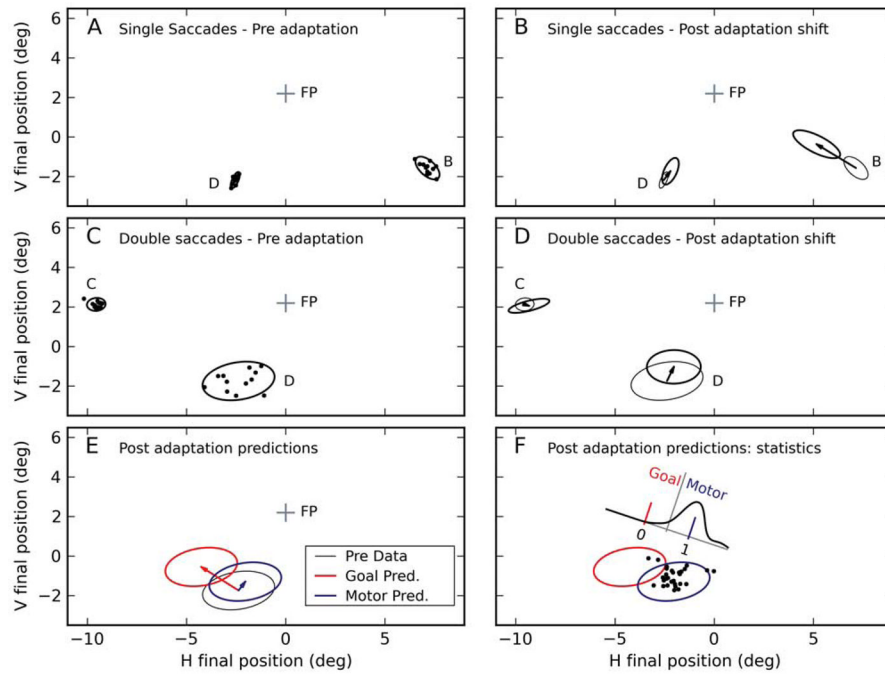 A Single Saccades - Pre adaptation
B Single saccades - Post adaptation shift
V final position (deg)
6
4
2
0
−2
FP
D
B
FP
D
B
C Double saccades - Pre adaptation
D Double saccades - Post adaptation shift
V final position (deg)
6
4
2
0
−2
C
FP
D
C
FP
D
E Post adaptation predictions
F Post adaptation predictions: statistics
V final position (deg)
6
4
2
0
−2
FP
Pre Data
Goal Pred.
Motor Pred.
Goal
Motor
0
1
−10
−5
0
5
−10
−5
0
5
H final position (deg)
H final position (deg)